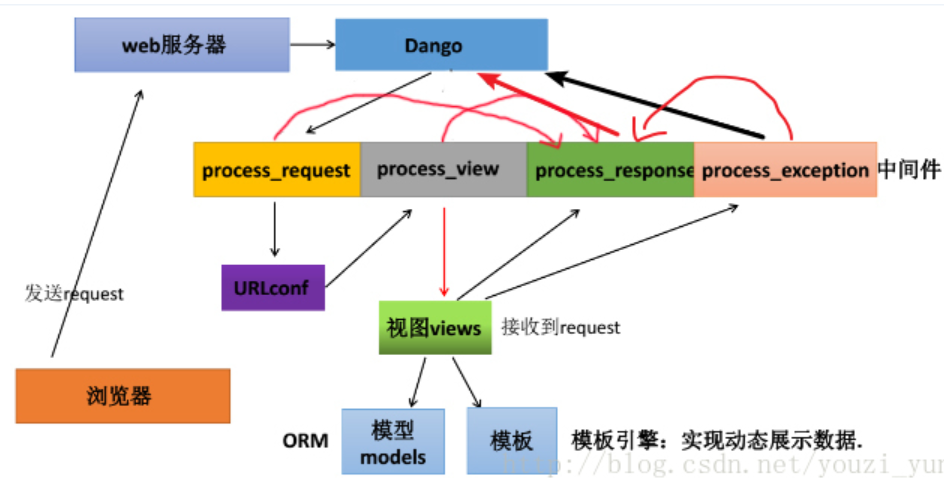 web服务器
Dango
process_request
process_view
process_response
process_exception
中间件
发送request
URLconf
视图views
接收到request
浏览器
ORM
模型
models
模板
模板引擎：实现动态展示数据.
http://blog.csdn.net/youzi_yun